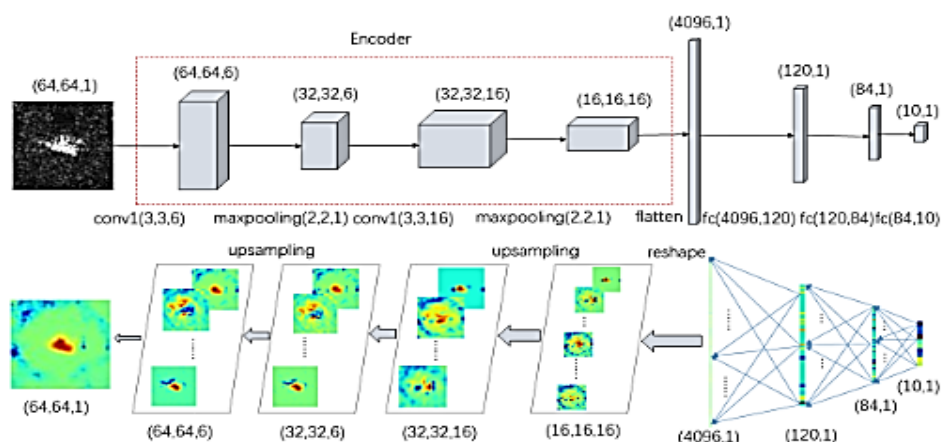 Encoder
(4096,1)
(64,64,1)
(64,64,6)
(32,32,6)
(32,32,16)
(16,16,16)
(120,1)
(84,1)
(10,1)
conv1(3,3,6)
maxpooling(2,2,1)
conv1(3,3,16)
maxpooling(2,2,1)
flatten
fc(4096,120)
fc(120,84)
fc(84,10)
upsampling
upsampling
reshape
(64,64,1)
(64,64,6)
(32,32,6)
(32,32,16)
(16,16,16)
(4096,1)
(120,1)
(84,1)
(10,1)